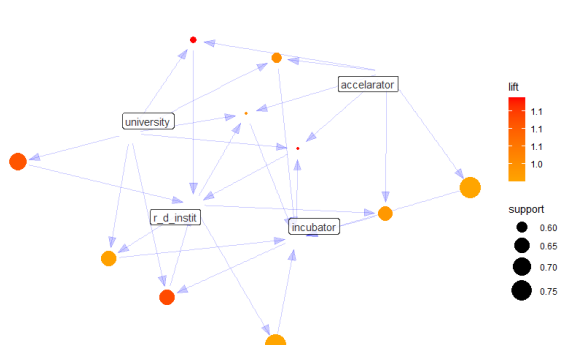 accelarator
university
r_d_instit
incubator
lift
1.1
1.1
1.1
1.0
support
0.60
0.65
0.70
0.75